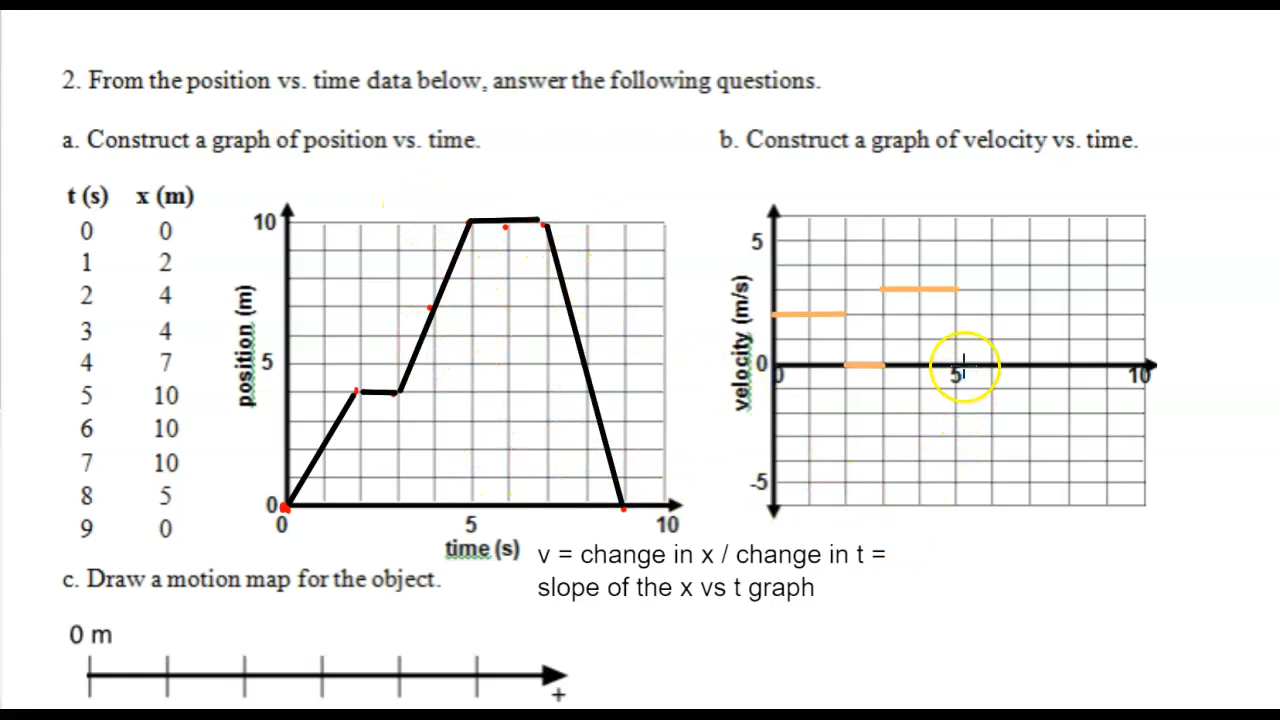 2. From the position vs. time data below, answer the following questions.
a. Construct a graph of position vs. time.
b. Construct a graph of velocity vs. time.
t (s) x (m)
0 0
1 2
2 4
3 4
4 7
5 10
6 10
7 10
8 5
9 0
10
5
0
position (m)
0 5 10
time (s)
5
0
-5
velocity (m/s)
0 5 10
v = change in x / change in t =
slope of the x vs t graph
c. Draw a motion map for the object.
0 m
+